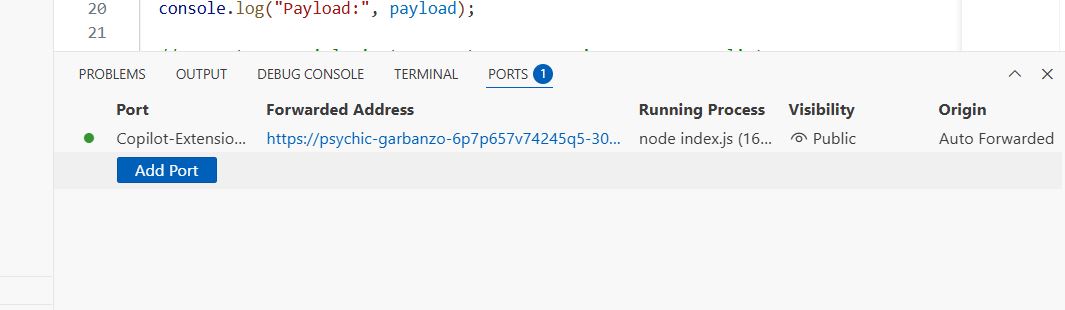 20 console.log("Payload:", payload);
21
PROBLEMS OUTPUT DEBUG CONSOLE TERMINAL PORTS 1
Port Forwarded Address Running Process Visibility Origin
Copilot-Extensio... https://psychic-garbanzo-6p7p657v74245q5-30... node index.js (16... Public Auto Forwarded
Add Port